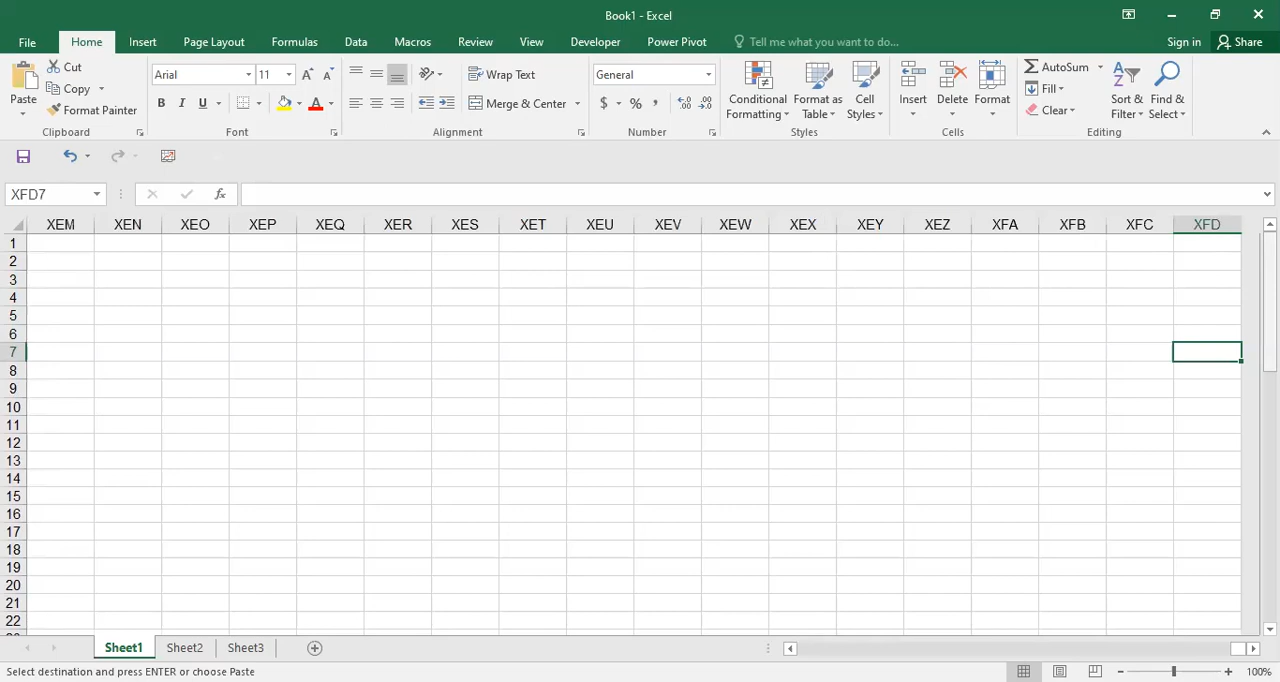 Book1 - Excel
File Home Insert Page Layout Formulas Data Macros Review View Developer Power Pivot Tell me what you want to do... Sign in Share
Paste
Cut
Copy
Format Painter
Clipboard
Arial 11
B I U A
Font
Wrap Text
Merge & Center
Alignment
General
$ % ,
Number
Conditional Formatting
Format as Table
Cell Styles
Styles
Insert Delete Format
Cells
AutoSum
Fill
Clear
Sort & Filter
Find & Select
Editing
XFD7 fx
XEM XEN XEO XEP XEQ XER XES XET XEU XEV XEW XEX XEY XEZ XFA XFB XFC XFD
1
2
3
4
5
6
7
8
9
10
11
12
13
14
15
16
17
18
19
20
21
22
Sheet1 Sheet2 Sheet3
Select destination and press ENTER or choose Paste 100%